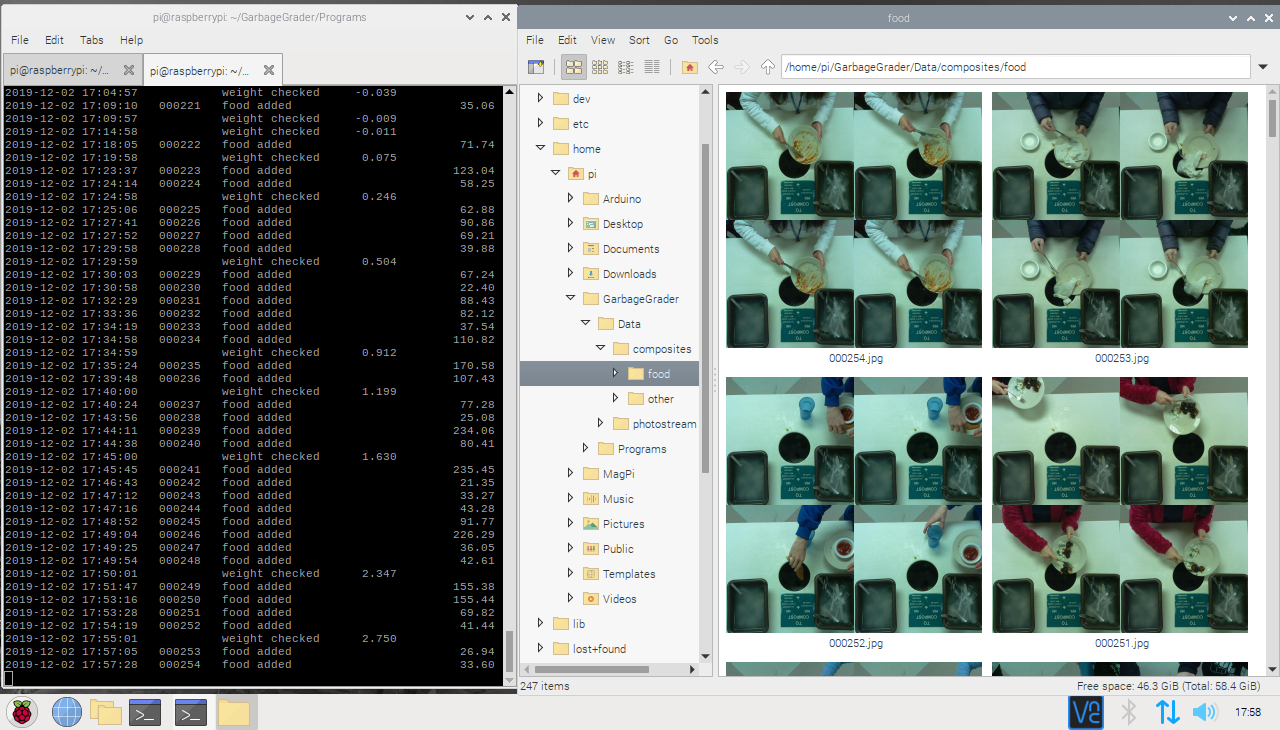 pi@raspberrypi: ~/GarbageGrader/Programs
File Edit Tabs Help
pi@raspberrypi: ~/... pi@raspberrypi: ~/...
2019-12-02 17:04:57 weight checked -0.039
2019-12-02 17:09:10 000221 food added 35.06
2019-12-02 17:09:57 weight checked -0.009
2019-12-02 17:14:58 weight checked -0.011
2019-12-02 17:18:05 000222 food added 71.74
2019-12-02 17:19:58 weight checked 0.075
2019-12-02 17:23:37 000223 food added 123.04
2019-12-02 17:24:14 000224 food added 58.25
2019-12-02 17:24:58 weight checked 0.246
2019-12-02 17:25:06 000225 food added 62.88
2019-12-02 17:27:41 000226 food added 90.86
2019-12-02 17:27:52 000227 food added 69.21
2019-12-02 17:29:58 000228 food added 39.88
2019-12-02 17:29:59 weight checked 0.504
2019-12-02 17:30:03 000229 food added 67.24
2019-12-02 17:30:58 000230 food added 22.40
2019-12-02 17:32:29 000231 food added 88.43
2019-12-02 17:33:36 000232 food added 82.12
2019-12-02 17:34:19 000233 food added 37.54
2019-12-02 17:34:58 000234 food added 110.82
2019-12-02 17:34:59 weight checked 0.912
2019-12-02 17:35:24 000235 food added 170.58
2019-12-02 17:39:48 000236 food added 107.43
2019-12-02 17:40:00 weight checked 1.199
2019-12-02 17:40:24 000237 food added 77.28
2019-12-02 17:43:56 000238 food added 25.08
2019-12-02 17:44:11 000239 food added 234.06
2019-12-02 17:44:38 000240 food added 80.41
2019-12-02 17:45:00 weight checked 1.630
2019-12-02 17:45:45 000241 food added 235.45
2019-12-02 17:46:43 000242 food added 21.35
2019-12-02 17:47:12 000243 food added 33.27
2019-12-02 17:47:16 000244 food added 43.28
2019-12-02 17:48:52 000245 food added 91.77
2019-12-02 17:49:04 000246 food added 226.29
2019-12-02 17:49:25 000247 food added 36.05
2019-12-02 17:49:54 000248 food added 42.61
2019-12-02 17:50:01 weight checked 2.347
2019-12-02 17:51:47 000249 food added 155.38
2019-12-02 17:53:16 000250 food added 155.44
2019-12-02 17:53:28 000251 food added 69.82
2019-12-02 17:54:19 000252 food added 41.44
2019-12-02 17:55:01 weight checked 2.750
2019-12-02 17:57:05 000253 food added 26.94
2019-12-02 17:57:28 000254 food added 33.60
food
File Edit View Sort Go Tools
/home/pi/GarbageGrader/Data/composites/food
dev
etc
home
pi
Arduino
Desktop
Documents
Downloads
GarbageGrader
Data
composites
food
other
photostream
Programs
MagPi
Music
Pictures
Public
Templates
Videos
lib
lost+found
000254.jpg 000253.jpg
000252.jpg 000251.jpg
247 items Free space: 46.3 GiB (Total: 58.4 GiB)
17:58